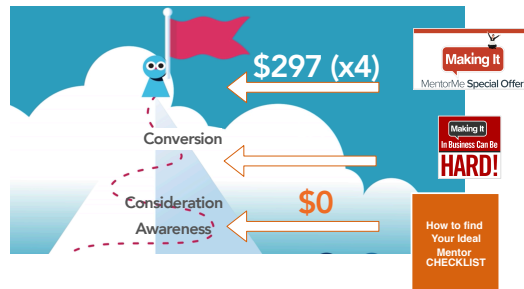 $297 (x4)
Making It
MentorMe Special Offer
Conversion
Making It
In Business Can Be
HARD!
Consideration
$0
Awareness
How to find
Your Ideal
Mentor
CHECKLIST